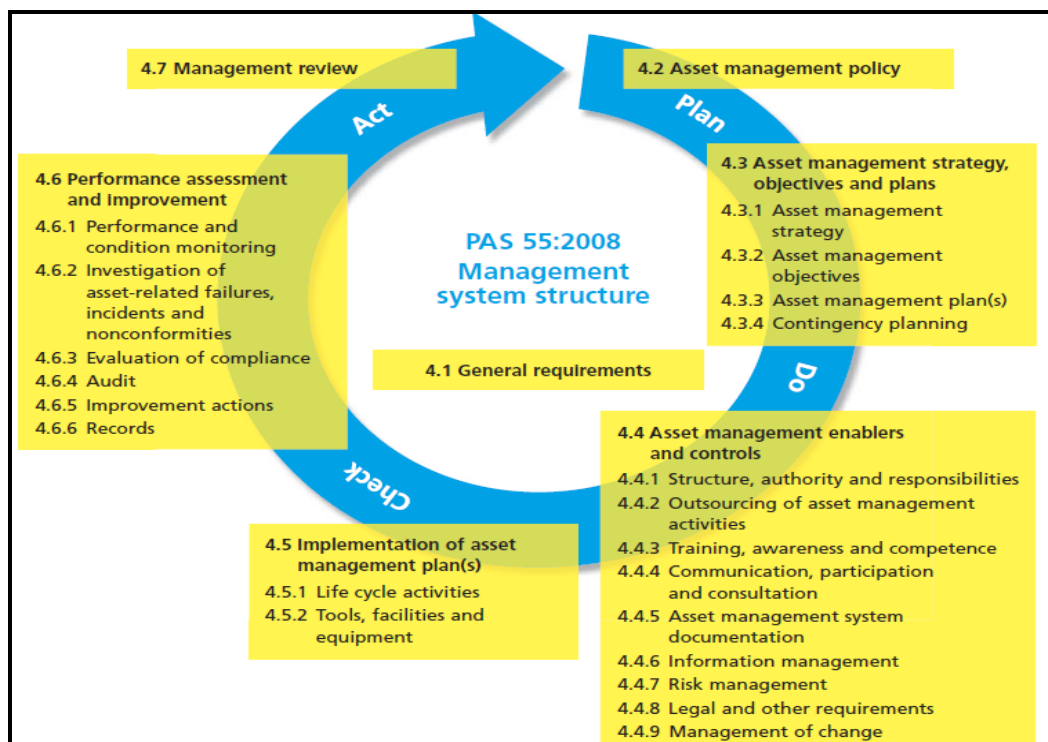 4.7 Management review
4.2 Asset management policy
Act
Plan
4.3 Asset management strategy,
objectives and plans
4.3.1 Asset management
strategy
4.3.2 Asset management
objectives
4.3.3 Asset management plan(s)
4.3.4 Contingency planning
4.6 Performance assessment
and improvement
4.6.1 Performance and
condition monitoring
4.6.2 Investigation of
asset-related failures,
incidents and
nonconformities
4.6.3 Evaluation of compliance
4.6.4 Audit
4.6.5 Improvement actions
4.6.6 Records
PAS 55:2008
Management
system structure
4.1 General requirements
Do
4.4 Asset management enablers
and controls
4.4.1 Structure, authority and responsibilities
4.4.2 Outsourcing of asset management
activities
4.4.3 Training, awareness and competence
4.4.4 Communication, participation
and consultation
4.4.5 Asset management system
documentation
4.4.6 Information management
4.4.7 Risk management
4.4.8 Legal and other requirements
4.4.9 Management of change
Check
4.5 Implementation of asset
management plan(s)
4.5.1 Life cycle activities
4.5.2 Tools, facilities and
equipment